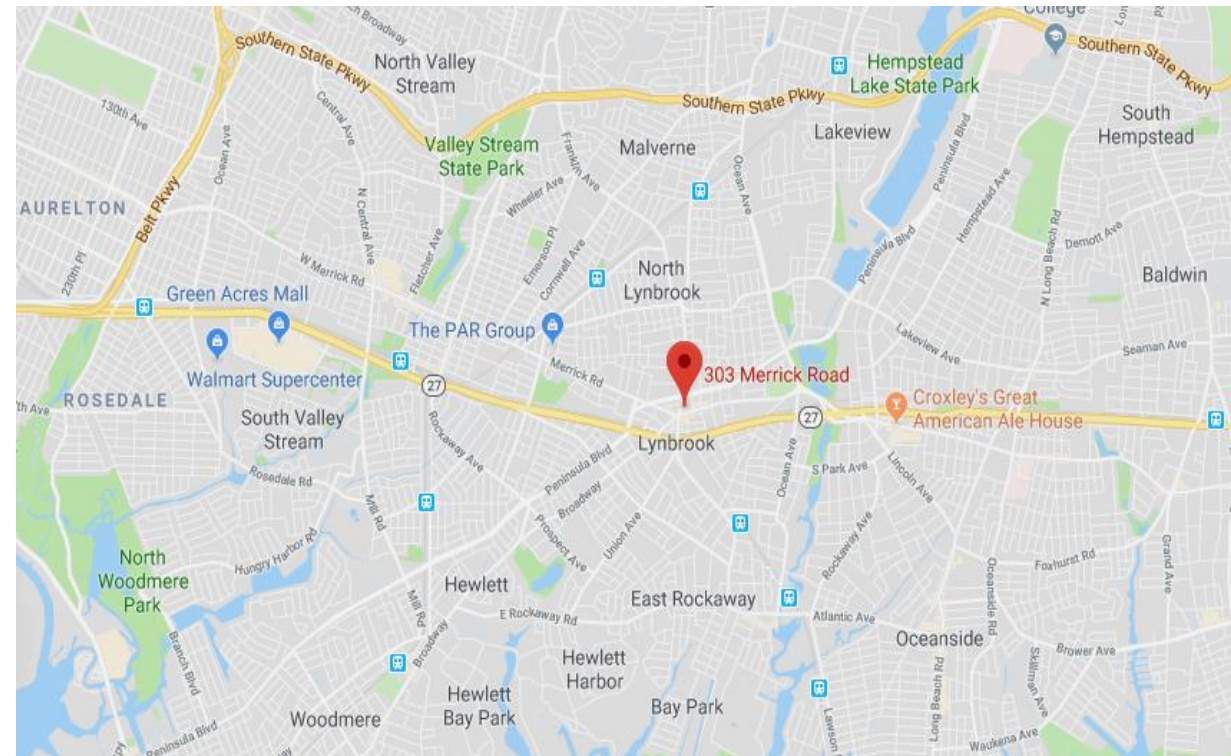 College
Southern State Pkwy
North Valley
Stream
Southern State Pkwy
Hempstead
Lake State Park
Southern State Pkwy
130th Ave
Ocean Ave
Central Ave
Valley Stream
State Park
Franklin Ave
Malverne
Lakeview
South
Hempstead
Wheeler Ave
Ocean Ave
Peninsula Blvd
Hempstead Ave
AURELTON
Belt Pkwy
N Central Ave
Fletcher Ave
Emerson Pl
Cornwell Ave
Peninsula Blvd
N Long Beach Rd
Demott Ave
230th Pl
W Merrick Rd
North
Lynbrook
Baldwin
Green Acres Mall
The PAR Group
Lakeview Ave
Seaman Ave
Walmart Supercenter
Merrick Rd
303 Merrick Road
27
ROSEDALE
South Valley
Stream
Rockaway Ave
Lynbrook
27
Croxley's Great
American Ale House
Rosedale Rd
Mill Rd
Peninsula Blvd
Broadway
Ocean Ave
S Park Ave
Lincoln Ave
Prospect Ave
Union Ave
Rockaway Ave
Hungry Harbor Rd
North
Woodmere
Park
Foxhurst Rd
Grand Ave
Hewlett
Mill Rd
East Rockaway
Oceanside Rd
E Rockaway Rd
Atlantic Ave
Branch Blvd
Broadway
Oceanside
Brower Ave
Hewlett
Harbor
Skillman Ave
Hewlett
Bay Park
Bay Park
Woodmere
Long Beach Rd
Lawson
Peninsula Blvd
Waukena Ave